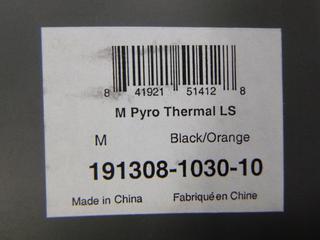 8 41921 51412 8
M Pyro Thermal LS
M Black/Orange
191308-1030-10
Made in China Fabriqué en Chine